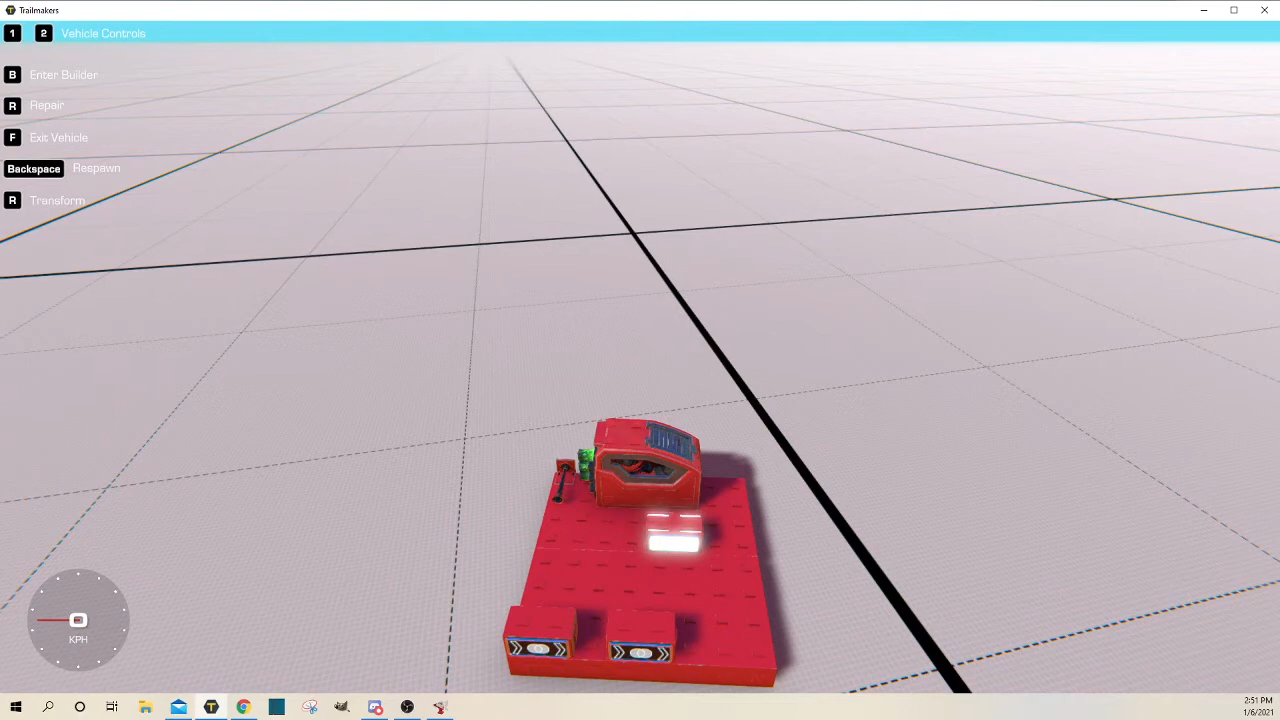 Trailmakers
1 2 Vehicle Controls
B Enter Builder
R Repair
F Exit Vehicle
Backspace Respawn
R Transform
0
KPH
2:51 PM
1/6/2021